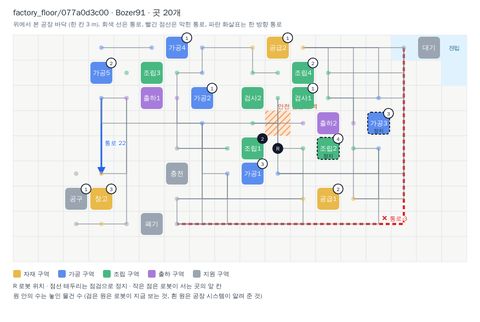 factory_floor/077a0d3c00 · Bozer91 · 곳 20개
위에서 본 공장 바닥 (한 칸 3 m). 회색 선은 통로, 빨간 점선은 막힌 통로, 파란 화살표는 한 방향 통로
가공4 1
공급2 2
대기
가공5 2
조립3
조립4 2
출하1
가공2 1
검사2
검사1 1
안전
출하2
가공3 3
통로 22
조립1 2
R
조립2 4
충전
가공1 3
공구 1
창고 3
공급1 2
폐기
✕ 통로
자재 구역
가공 구역
조립 구역
출하 구역
지원 구역
R 로봇 위치 · 점선 테두리는 점검으로 정지 · 작은 점은 로봇이 서는 곳의 앞 칸
원 안의 수는 놓인 물건 수 (검은 원은 로봇이 지금 보는 것, 흰 원은 공장 시스템이 알려 준 것)